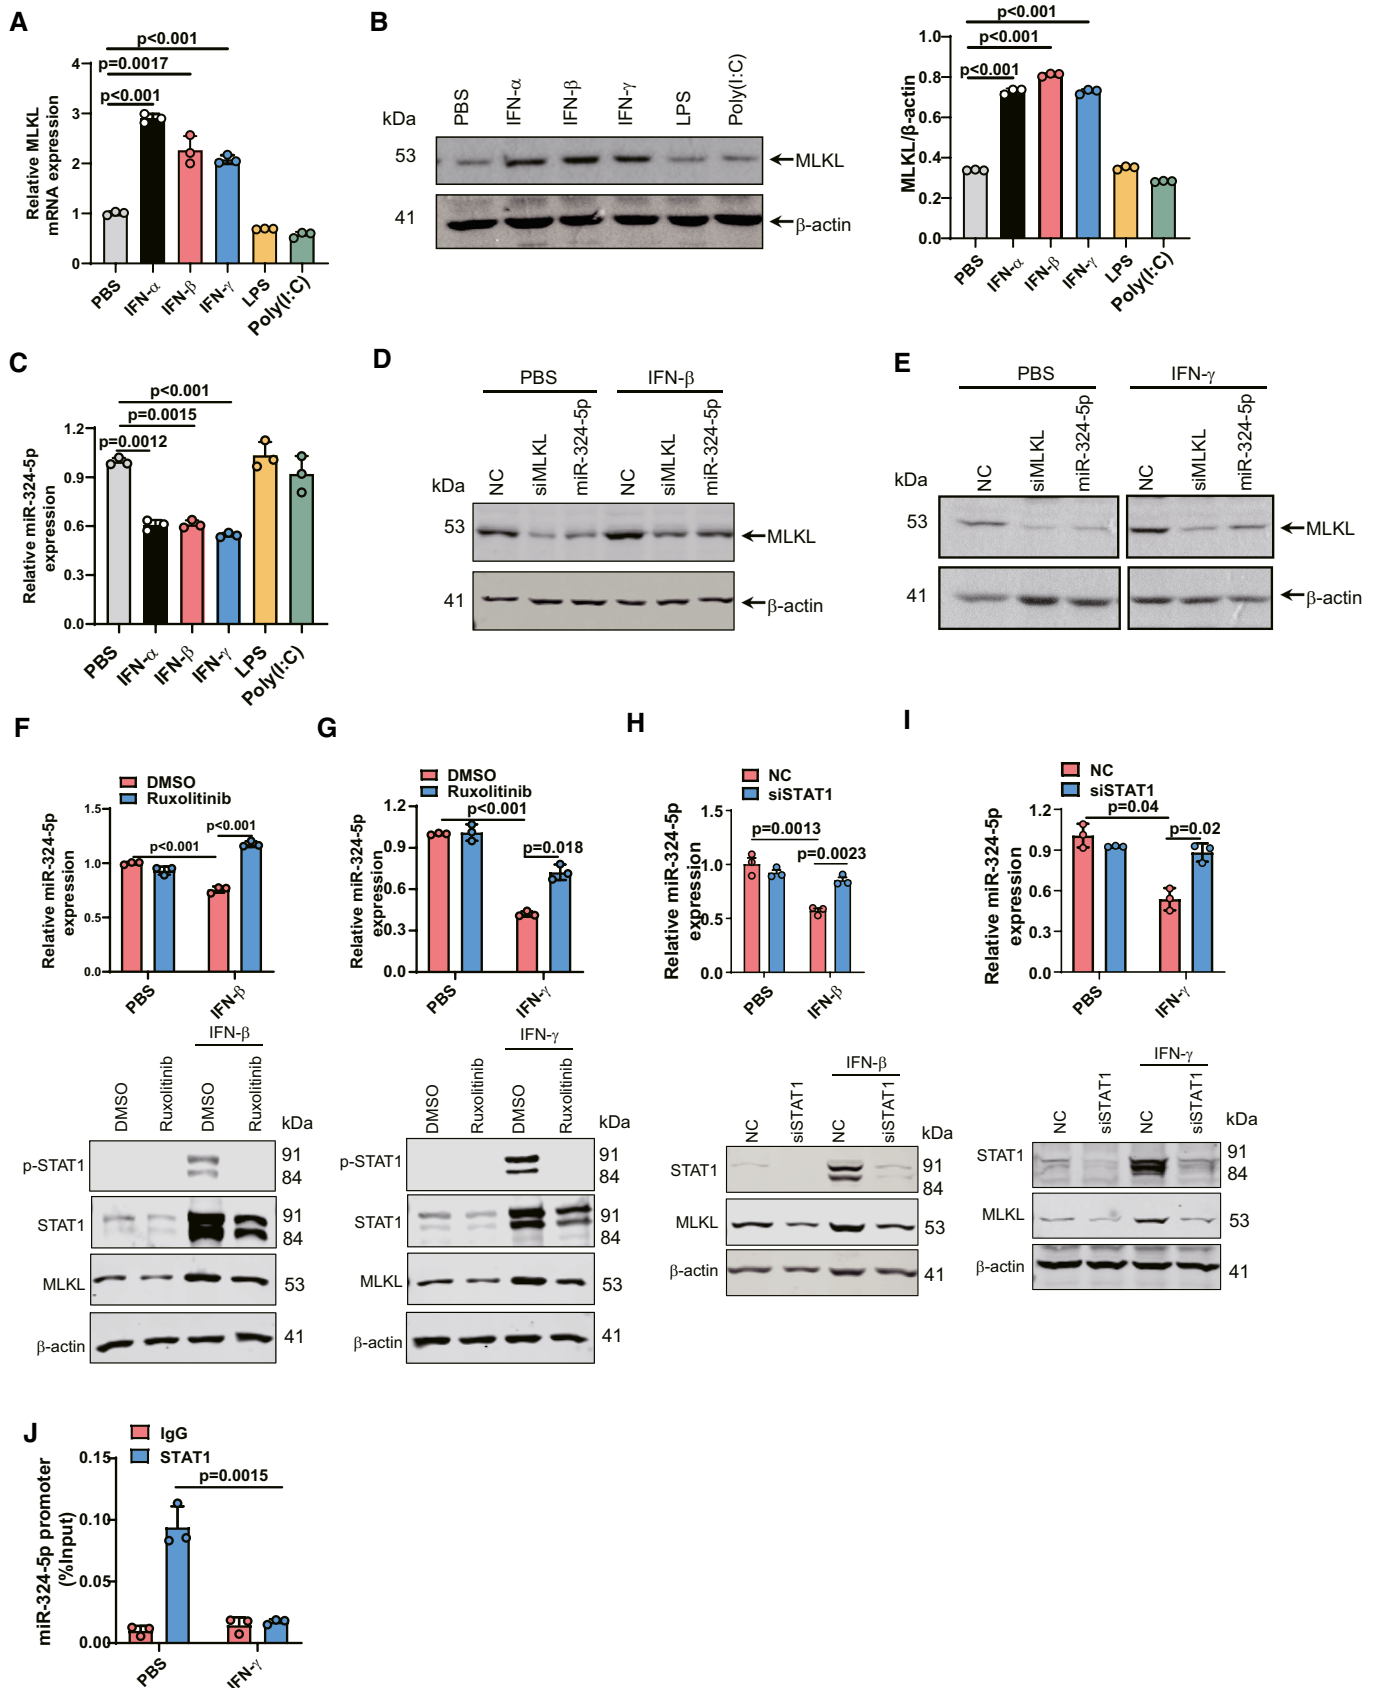 A
Relative MLKL
mRNA expression
4
3
2
1
0
p<0.001
p=0.0017
p<0.001
PBS
IFN-α
IFN-β
IFN-γ
LPS
Poly(I:C)
B
kDa
PBS
IFN-α
IFN-β
IFN-γ
LPS
Poly(I:C)
53
MLKL
41
β-actin
MLKL/β-actin
1.0
0.8
0.6
0.4
0.2
0.0
p<0.001
p<0.001
p<0.001
PBS
IFN-α
IFN-β
IFN-γ
LPS
Poly(I:C)
C
Relative miR-324-5p
expression
1.2
0.9
0.6
0.3
0.0
p<0.001
p=0.0015
p=0.0012
PBS
IFN-α
IFN-β
IFN-γ
LPS
Poly(I:C)
D
PBS
IFN-β
kDa
NC
siMLKL
miR-324-5p
NC
siMLKL
miR-324-5p
53
MLKL
41
β-actin
E
PBS
IFN-γ
kDa
NC
siMLKL
miR-324-5p
NC
siMLKL
miR-324-5p
53
MLKL
41
β-actin
F
DMSO
Ruxolitinib
Relative miR-324-5p
expression
1.5
1.0
0.5
0.0
p<0.001
p<0.001
PBS
IFN-β
IFN-β
DMSO
Ruxolitinib
DMSO
Ruxolitinib
kDa
p-STAT1
91
84
STAT1
91
84
MLKL
53
β-actin
41
G
DMSO
Ruxolitinib
Relative miR-324-5p
expression
1.2
0.9
0.6
0.3
0.0
p<0.001
p=0.018
PBS
IFN-γ
IFN-γ
DMSO
Ruxolitinib
DMSO
Ruxolitinib
kDa
p-STAT1
91
84
STAT1
91
84
MLKL
53
β-actin
41
H
NC
siSTAT1
Relative miR-324-5p
expression
1.5
1.0
0.5
0.0
p=0.0013
p=0.0023
PBS
IFN-β
IFN-β
NC
siSTAT1
NC
siSTAT1
kDa
STAT1
91
84
MLKL
53
β-actin
41
I
NC
siSTAT1
Relative miR-324-5p
expression
1.2
0.9
0.6
0.3
0.0
p=0.04
p=0.02
PBS
IFN-γ
IFN-γ
NC
siSTAT1
NC
siSTAT1
kDa
STAT1
91
84
MLKL
53
β-actin
41
J
IgG
STAT1
miR-324-5p promoter
(%Input)
0.15
0.10
0.05
0.00
p=0.0015
PBS
IFN-γ